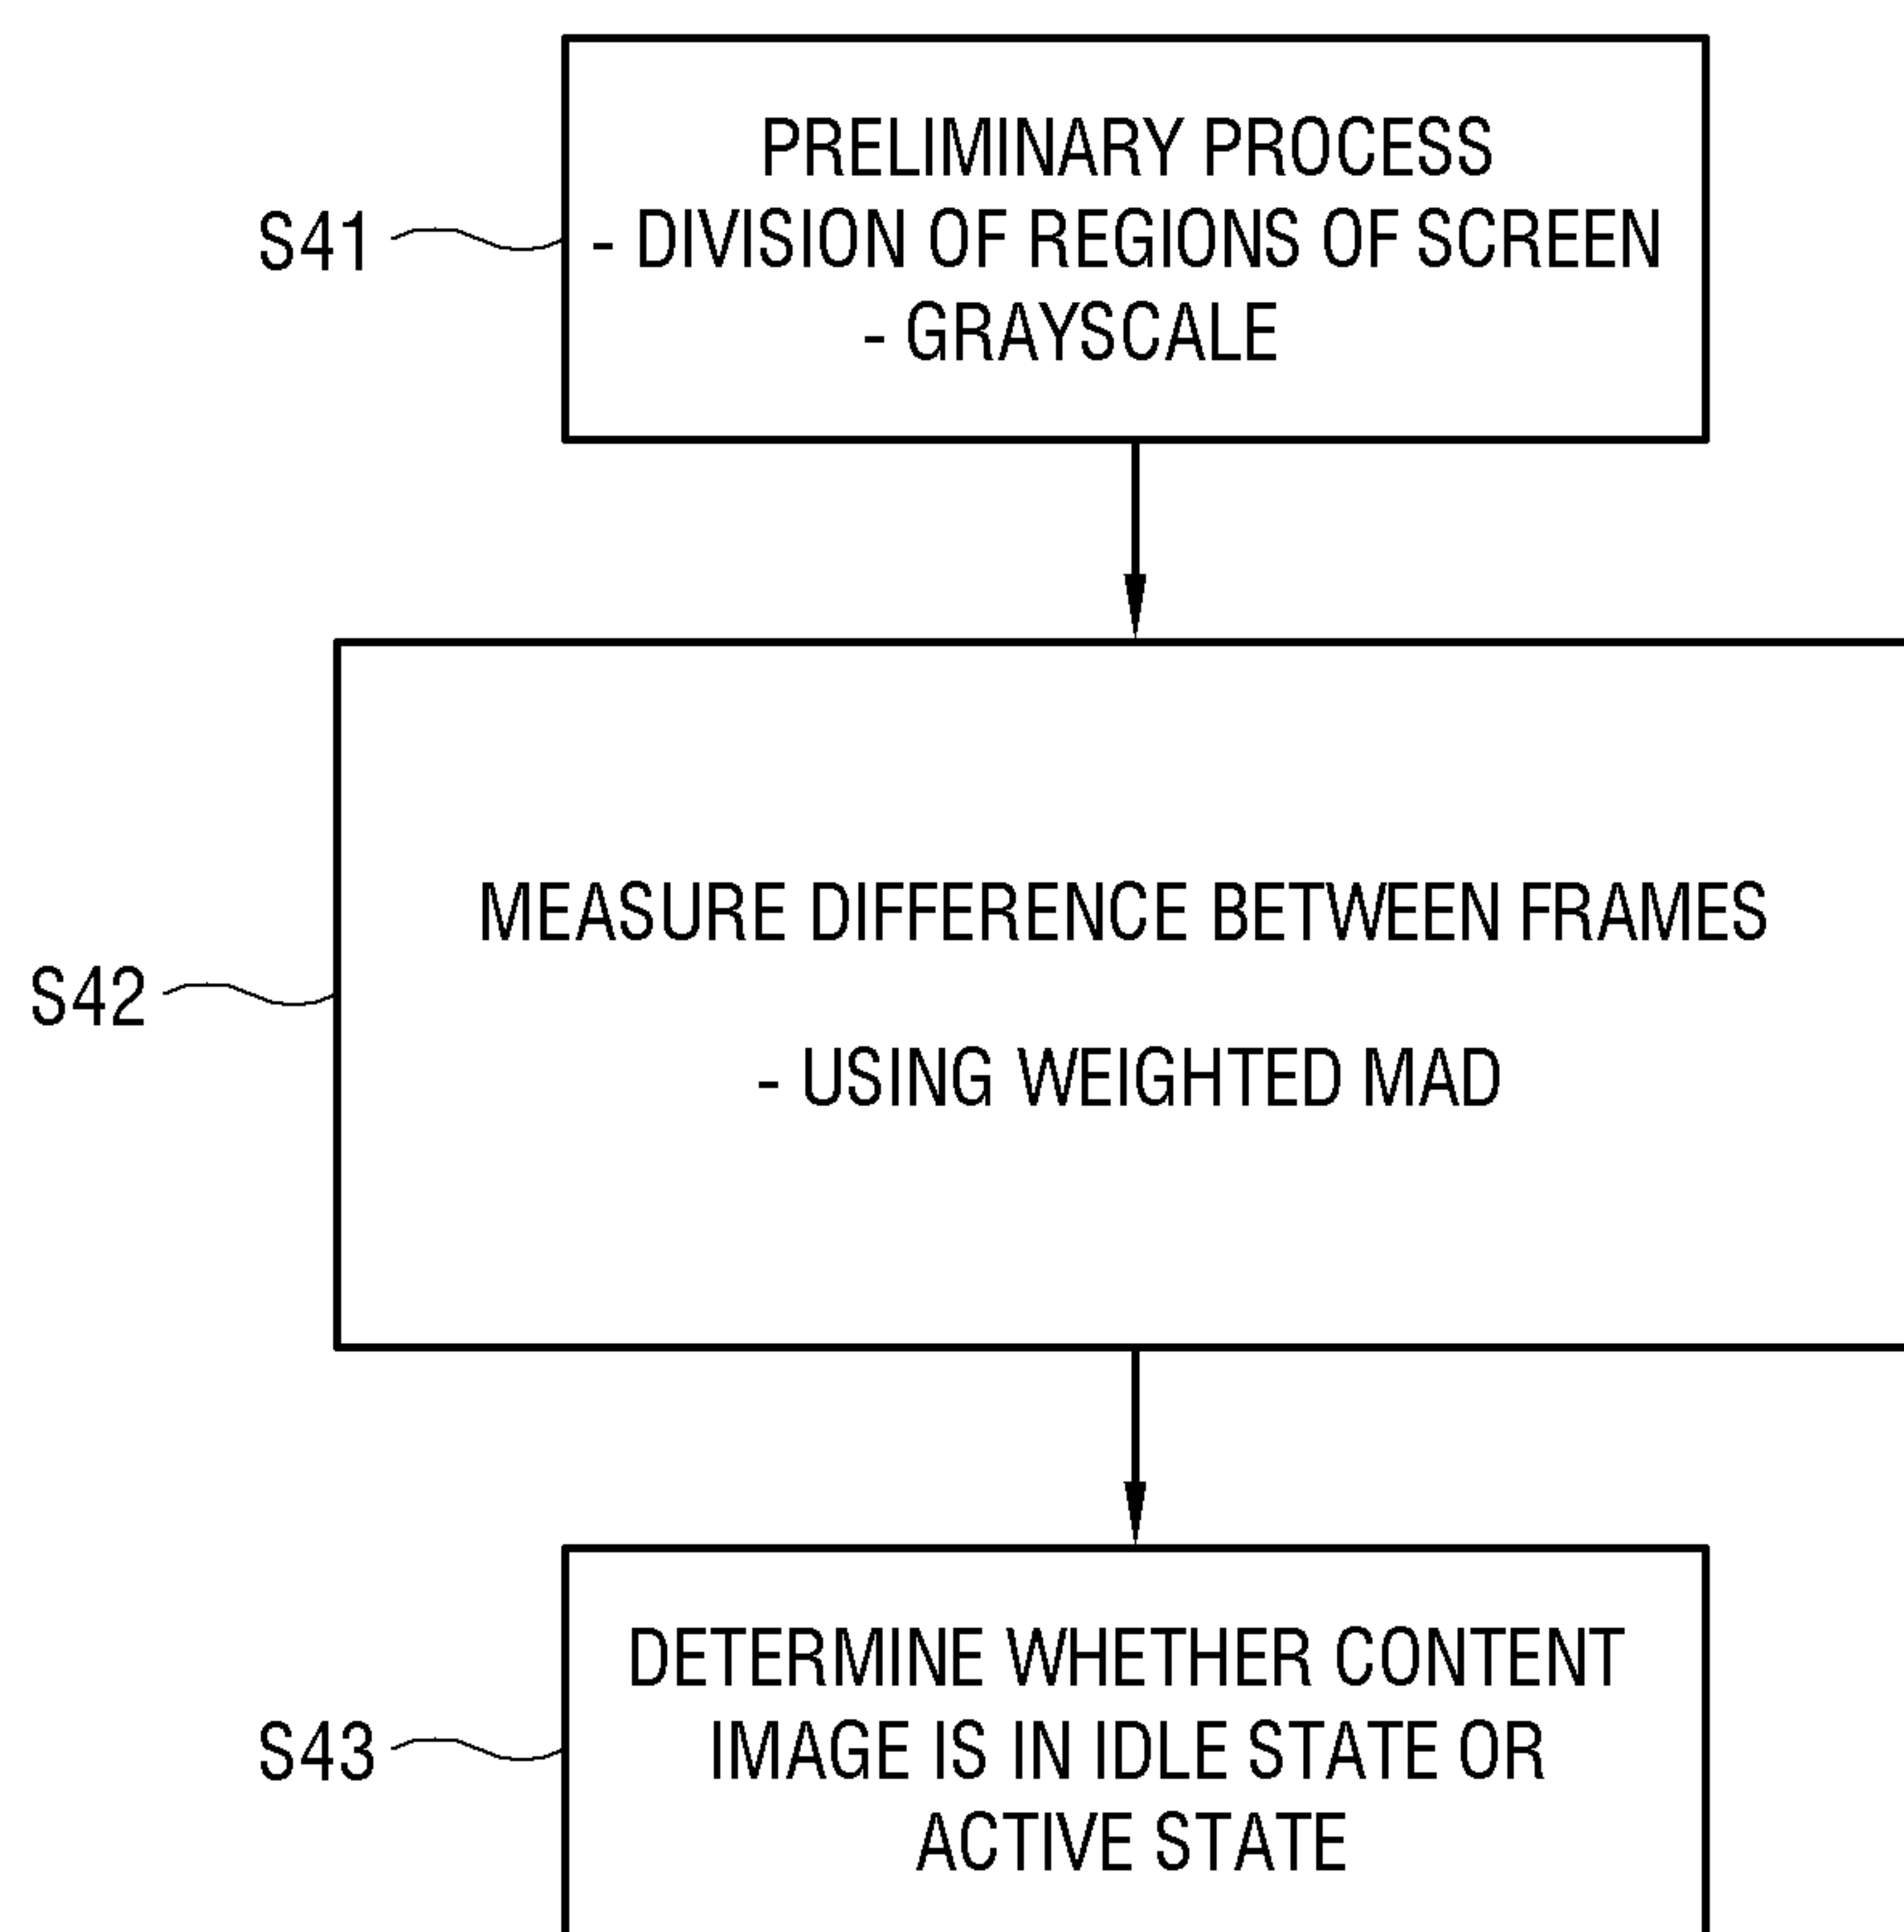 PRELIMINARY PROCESS
S41
- DIVISION OF REGIONS OF SCREEN
- GRAYSCALE
MEASURE DIFFERENCE BETWEEN FRAMES
S42
- USING WEIGHTED MAD
DETERMINE WHETHER CONTENT
S43
IMAGE IS IN IDLE STATE OR
ACTIVE STATE